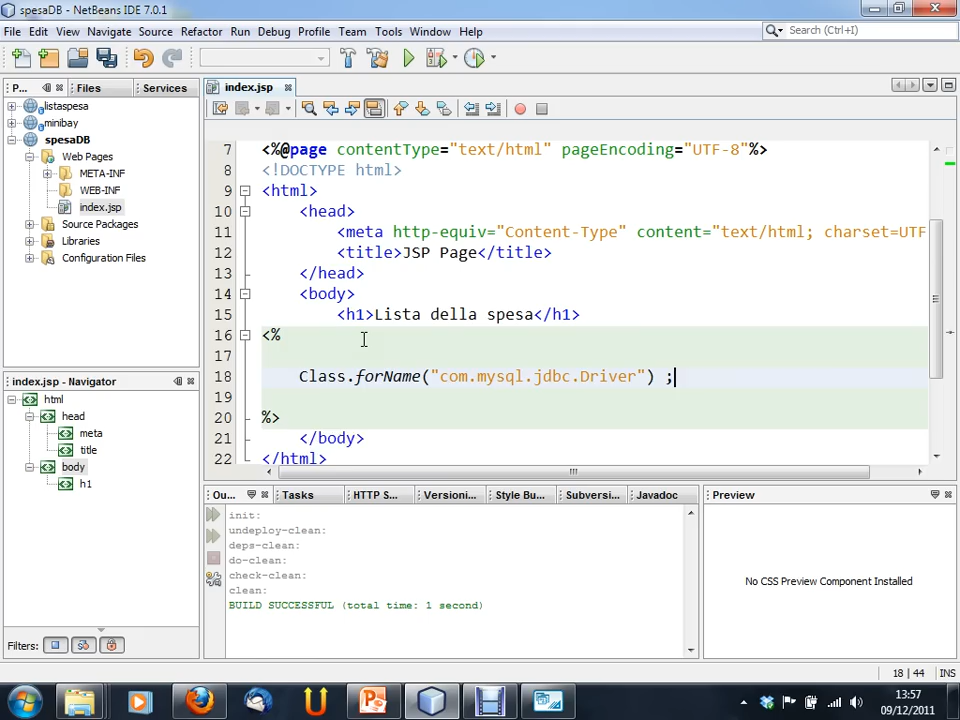 spesaDB - NetBeans IDE 7.0.1
File Edit View Navigate Source Refactor Run Debug Profile Team Tools Window Help
Search (Ctrl+I)
P... Files Services
index.jsp
listaspesa
minibay
spesaDB
Web Pages
META-INF
WEB-INF
index.jsp
Source Packages
Libraries
Configuration Files
7 <%@page contentType="text/html" pageEncoding="UTF-8"%>
8 <!DOCTYPE html>
9 <html>
10 <head>
11 <meta http-equiv="Content-Type" content="text/html; charset=UTF
12 <title>JSP Page</title>
13 </head>
14 <body>
15 <h1>Lista della spesa</h1>
16 <%
17
18 Class.forName("com.mysql.jdbc.Driver") ;
19
20 %>
21 </body>
22 </html>
index.jsp - Navigator
html
head
meta
title
body
h1
Filters:
Ou... Tasks HTTP S... Versioni... Style Bu... Subversi... Javadoc
init:
undeploy-clean:
deps-clean:
do-clean:
check-clean:
clean:
BUILD SUCCESSFUL (total time: 1 second)
Preview
No CSS Preview Component Installed
18 | 44 INS
13:57
09/12/2011